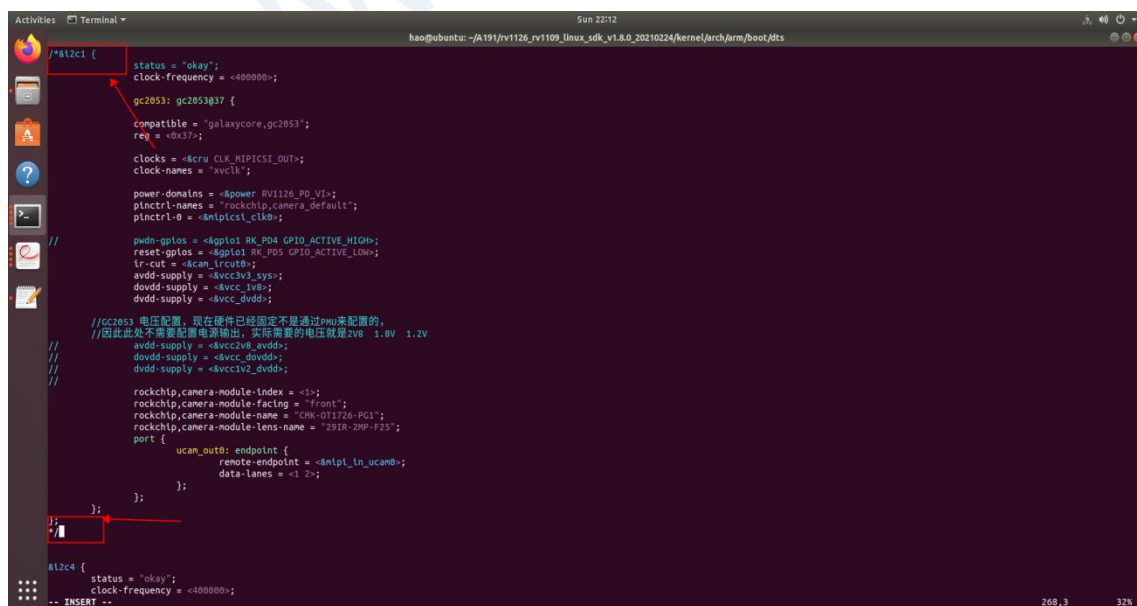 Activities Terminal Sun 22:12
hao@ubuntu: ~/A191/rv1126_rv1109_linux_sdk_v1.8.0_20210224/kernel/arch/arm/boot/dts
/*&i2c1 {
status = "okay";
clock-frequency = <400000>;
gc2053: gc2053@37 {
compatible = "galaxycore,gc2053";
reg = <0x37>;
clocks = <&cru CLK_MIPICSI_OUT>;
clock-names = "xvclk";
power-domains = <&power RV1126_PD_VI>;
pinctrl-names = "rockchip,camera_default";
pinctrl-0 = <&mipicsi_clk0>;
// pwdn-gpios = <&gpio1 RK_PD4 GPIO_ACTIVE_HIGH>;
reset-gpios = <&gpio1 RK_PD5 GPIO_ACTIVE_LOW>;
ir-cut = <&cam_ircut0>;
avdd-supply = <&vcc3v3_sys>;
dovdd-supply = <&vcc_1v8>;
dvdd-supply = <&vcc_dvdd>;
//GC2053 电压配置，现在硬件已经固定不是通过PMU来配置的，
//因此此处不需要配置电源输出，实际需要的电压就是2V8 1.8V 1.2V
// avdd-supply = <&vcc2v8_avdd>;
// dovdd-supply = <&vcc_dovdd>;
// dvdd-supply = <&vcc1v2_dvdd>;
//
rockchip,camera-module-index = <1>;
rockchip,camera-module-facing = "front";
rockchip,camera-module-name = "CMK-OT1726-PG1";
rockchip,camera-module-lens-name = "29IR-2MP-F25";
port {
ucam_out0: endpoint {
remote-endpoint = <&mipi_in_ucam0>;
data-lanes = <1 2>;
};
};
};
};
*/
&i2c4 {
status = "okay";
clock-frequency = <400000>;
-- INSERT -- 268,3 32%